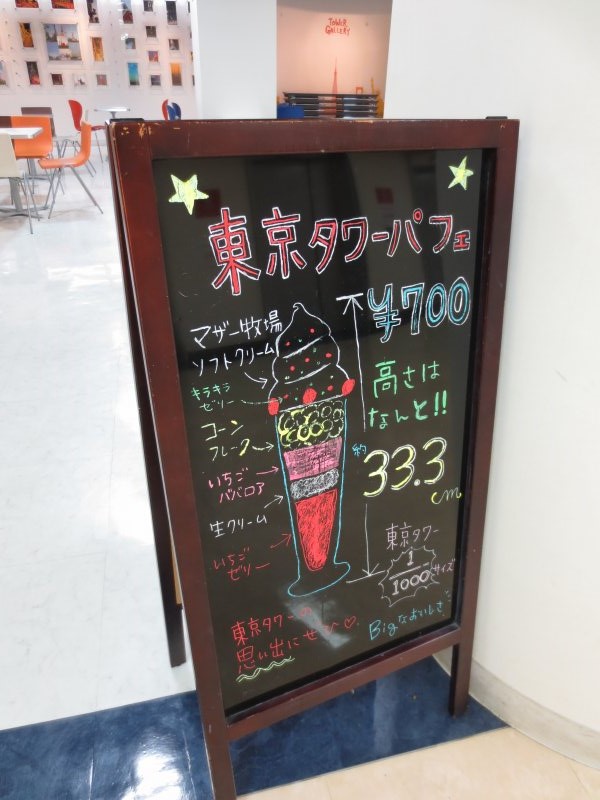 TOWER
GALLERY
東京タワーパフェ
¥700
マザー牧場
ソフトクリーム
キラキラ
ゼリー
コーン
フレーク
いちご
ババロア
生クリーム
いちご
ゼリー
高さは
なんと!!
約
33.3
cm
東京タワー
1
1000
サイズ
東京タワーの
思い出にぜひ♡
Bigなおいしさ